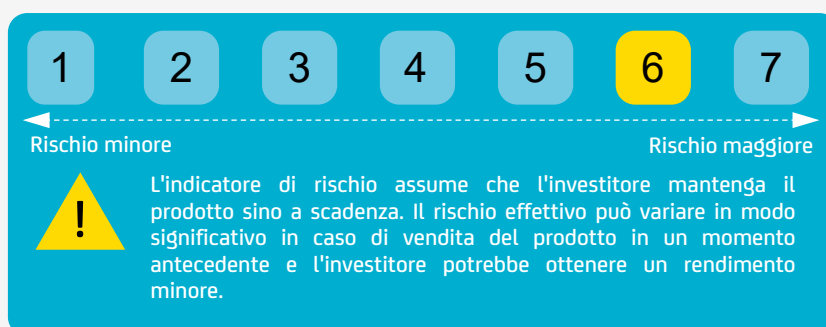 1 2 3 4 5 6 7
Rischio minore Rischio maggiore
! L'indicatore di rischio assume che l'investitore mantenga il
prodotto sino a scadenza. Il rischio effettivo può variare in modo
significativo in caso di vendita del prodotto in un momento
antecedente e l'investitore potrebbe ottenere un rendimento
minore.